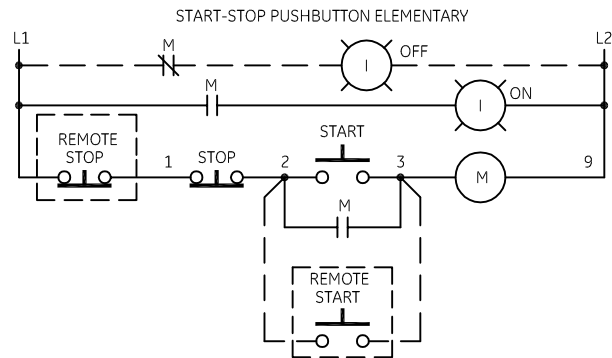 START-STOP PUSHBUTTON ELEMENTARY
L1
L2
M
I
OFF
M
I
ON
REMOTE
STOP
1
STOP
2
START
3
M
9
M
REMOTE
START